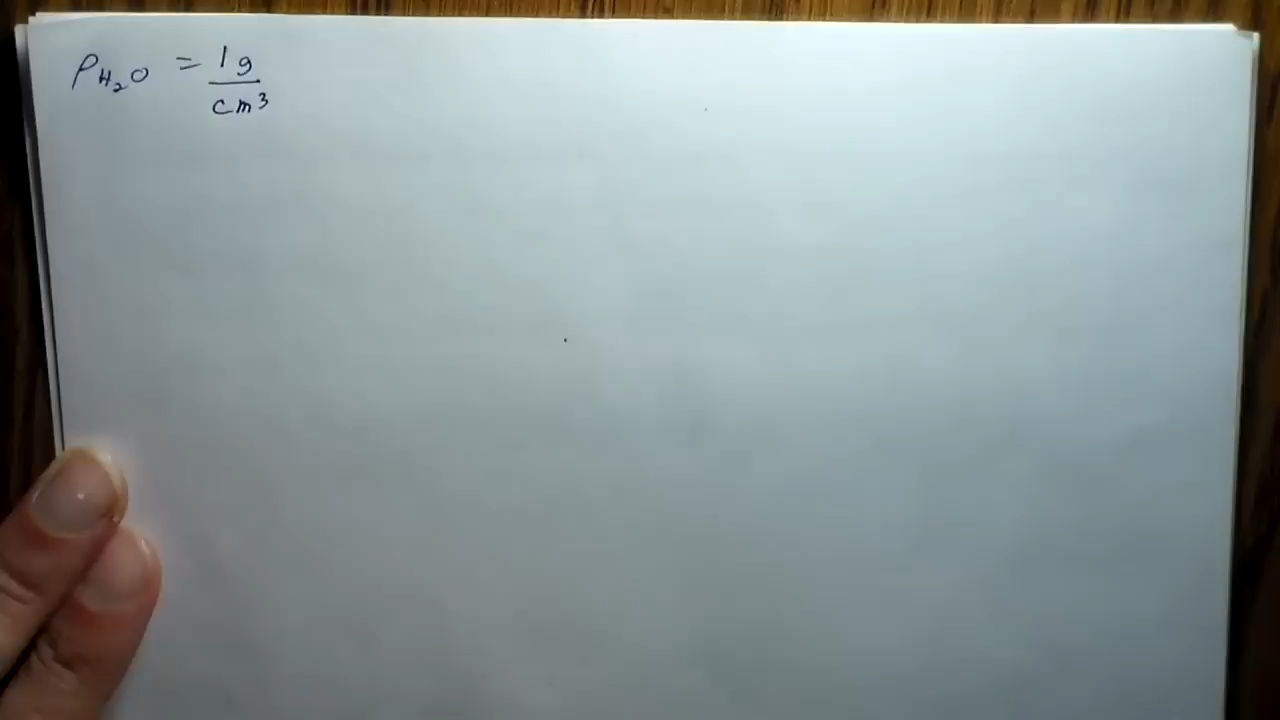 ρH₂O = 1g/cm³